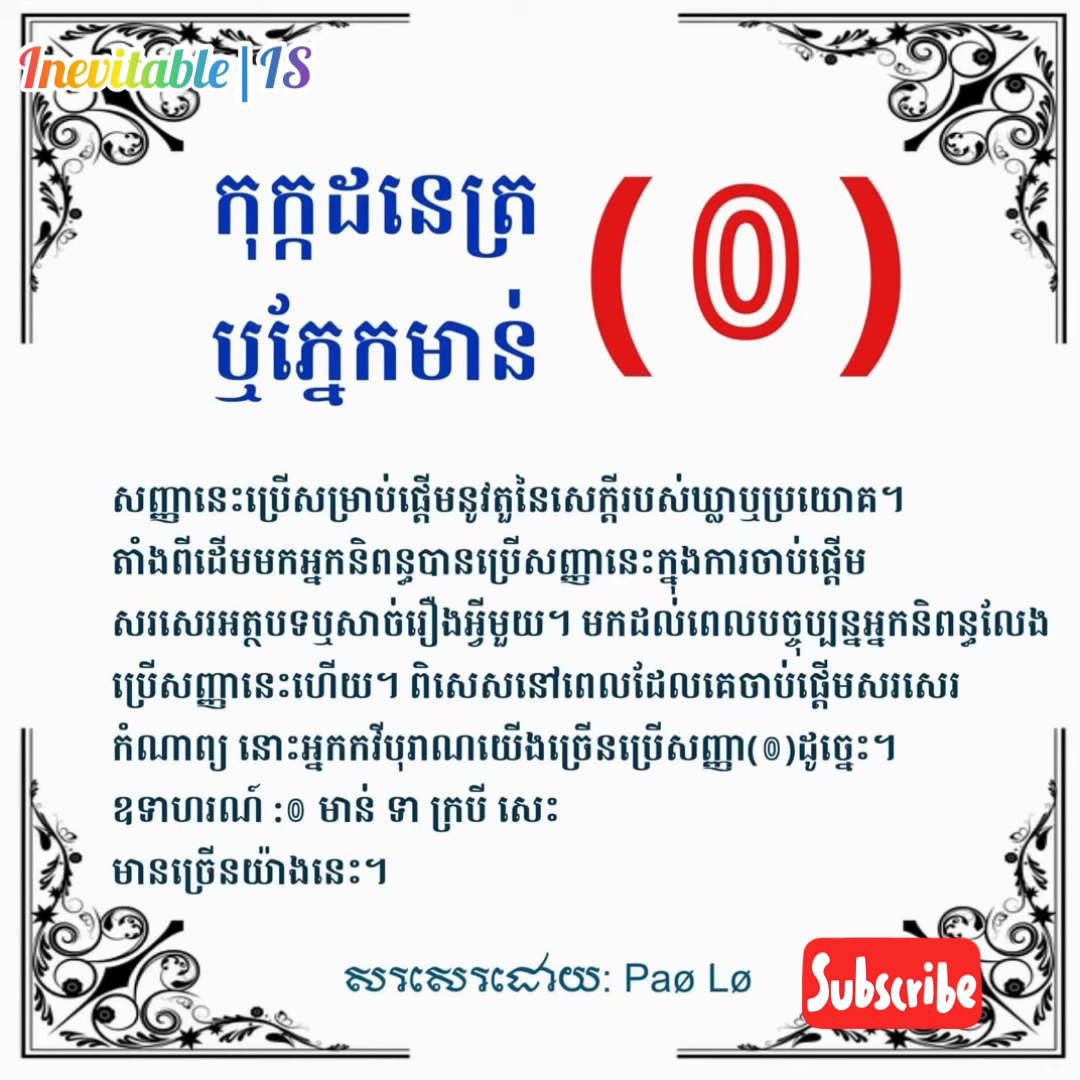 Inevitable|IS
កុក្កដនេត្រ
ឬភ្នែកមាន់
(៙)
សញ្ញានេះប្រើសម្រាប់ផ្ដើមនូវតួនៃសេក្ដីរបស់ឃ្លាឬប្រយោគ។
តាំងពីដើមមកអ្នកនិពន្ធបានប្រើសញ្ញានេះក្នុងការចាប់ផ្ដើម
សរសេរអត្ថបទឬសាច់រឿងអ្វីមួយ។ មកដល់ពេលបច្ចុប្បន្នអ្នកនិពន្ធលែង
ប្រើសញ្ញានេះហើយ។ ពិសេសនៅពេលដែលគេចាប់ផ្ដើមសរសេរ
កំណាព្យ នោះអ្នកកវីបុរាណយើងច្រើនប្រើសញ្ញា(៙)ដូច្នេះ។
ឧទាហរណ៍ :៙ មាន់ ទា ក្របី សេះ
មានច្រើនយ៉ាងនេះ។
សរសេរដោយ: Paø Lø
Subscribe